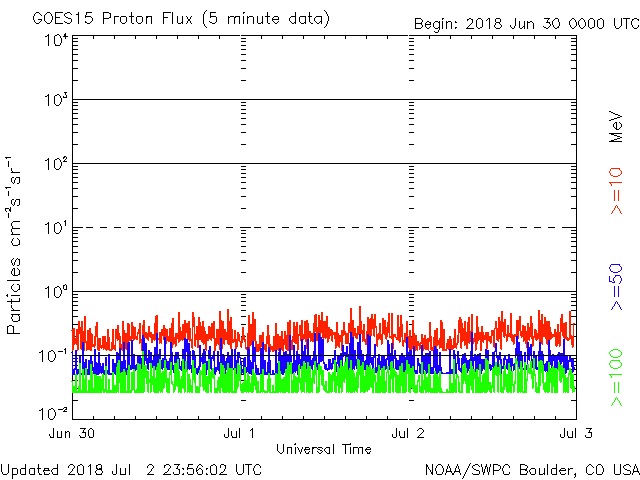 GOES15 Proton Flux (5 minute data)
Begin: 2018 Jun 30 0000 UTC
10⁴
10³
10²
10¹
10⁰
10⁻¹
10⁻²
Particles cm⁻²s⁻¹sr⁻¹
Jun 30
Jul 1
Jul 2
Jul 3
Universal Time
MeV
>=10
>=50
>=100
Updated 2018 Jul 2 23:56:02 UTC
NOAA/SWPC Boulder, CO USA